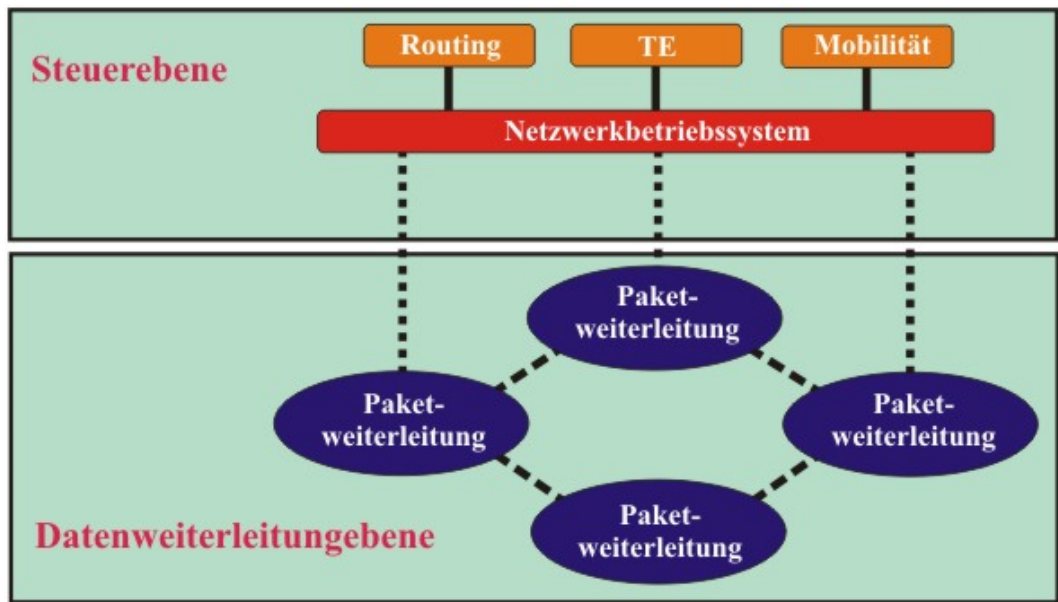 Steuerebene
Routing
TE
Mobilität
Netzwerkbetriebssystem
Paket-
weiterleitung
Paket-
weiterleitung
Paket-
weiterleitung
Paket-
weiterleitung
Datenweiterleitungebene